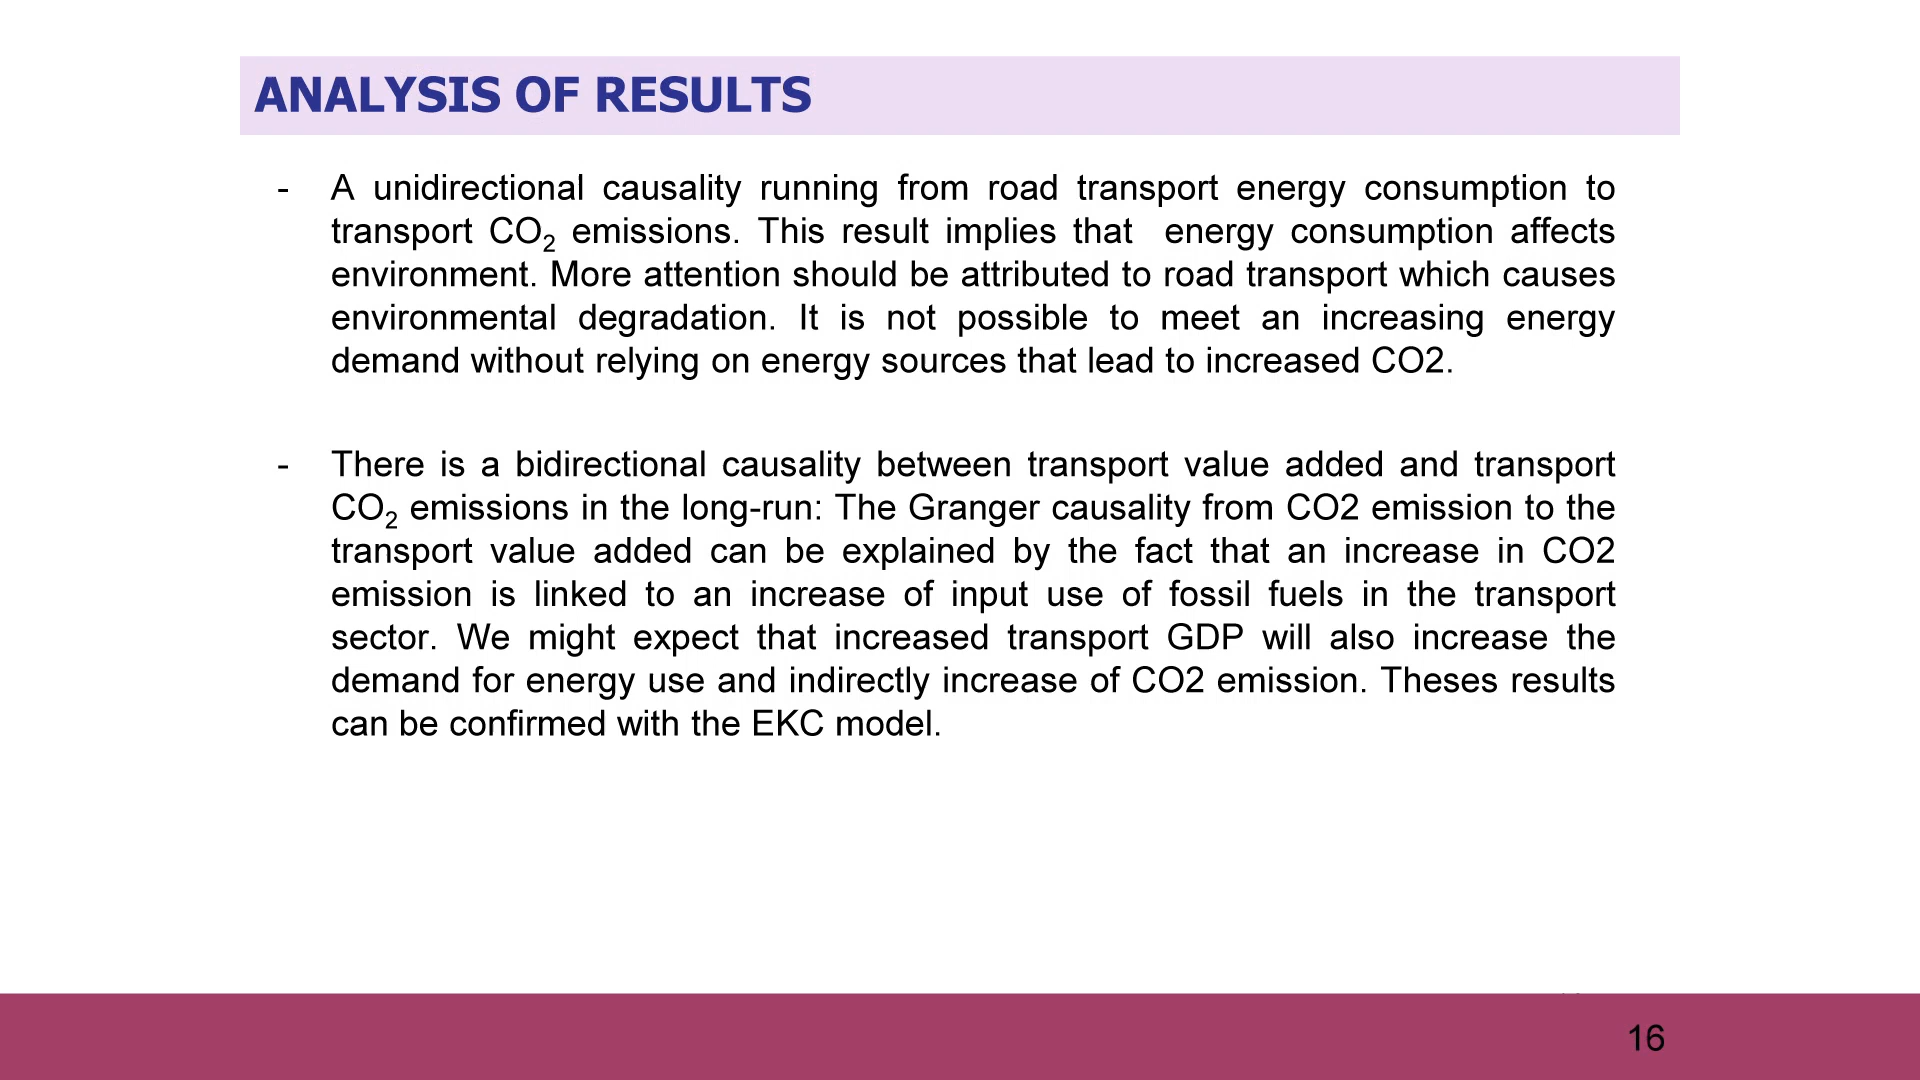 ANALYSIS OF RESULTS
- A unidirectional causality running from road transport energy consumption to
transport CO₂ emissions. This result implies that energy consumption affects
environment. More attention should be attributed to road transport which causes
environmental degradation. It is not possible to meet an increasing energy
demand without relying on energy sources that lead to increased CO2.
- There is a bidirectional causality between transport value added and transport
CO₂ emissions in the long-run: The Granger causality from CO2 emission to the
transport value added can be explained by the fact that an increase in CO2
emission is linked to an increase of input use of fossil fuels in the transport
sector. We might expect that increased transport GDP will also increase the
demand for energy use and indirectly increase of CO2 emission. Theses results
can be confirmed with the EKC model.
16